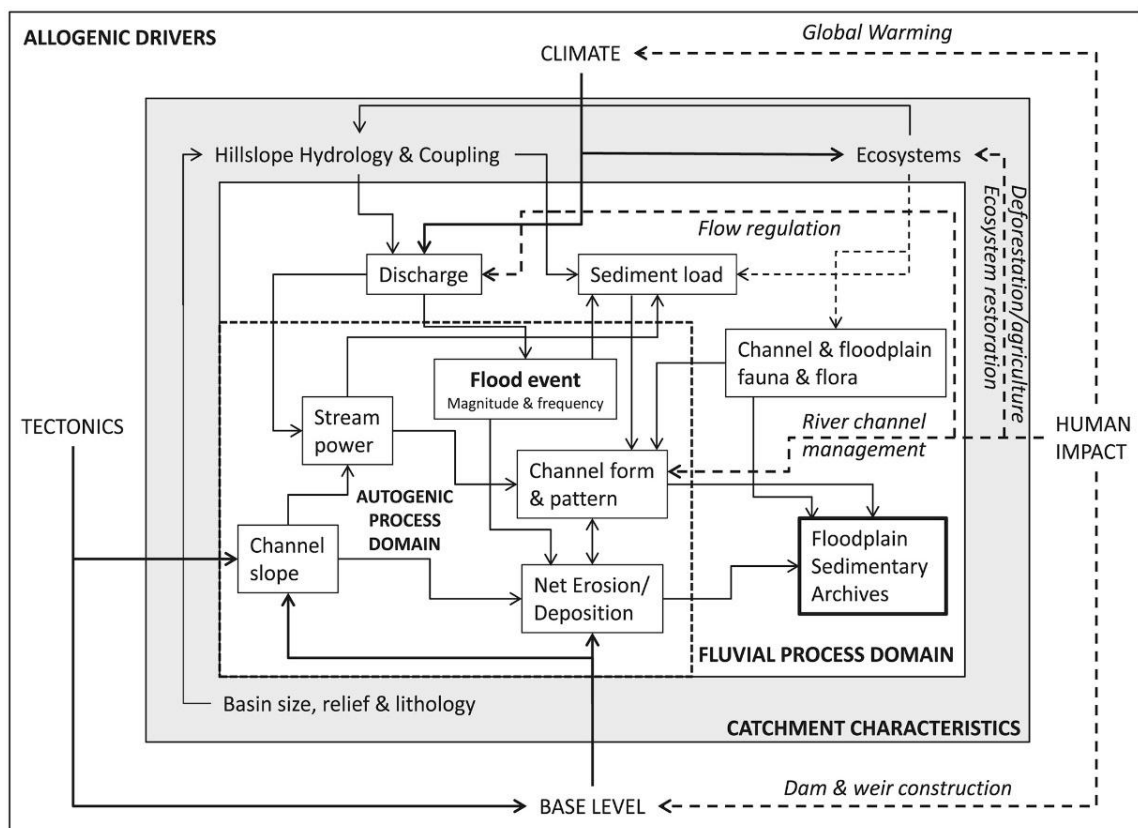 ALLOGENIC DRIVERS
Global Warming
CLIMATE
Hillslope Hydrology & Coupling
Ecosystems
Deforestation/agriculture
Ecosystem restoration
Flow regulation
Discharge
Sediment load
Flood event
Magnitude & frequency
Channel & floodplain
fauna & flora
TECTONICS
Stream
power
River channel
management
HUMAN
IMPACT
Channel form
& pattern
AUTOGENIC
PROCESS
DOMAIN
Channel
slope
Net Erosion/
Deposition
Floodplain
Sedimentary
Archives
FLUVIAL PROCESS DOMAIN
Basin size, relief & lithology
CATCHMENT CHARACTERISTICS
Dam & weir construction
BASE LEVEL